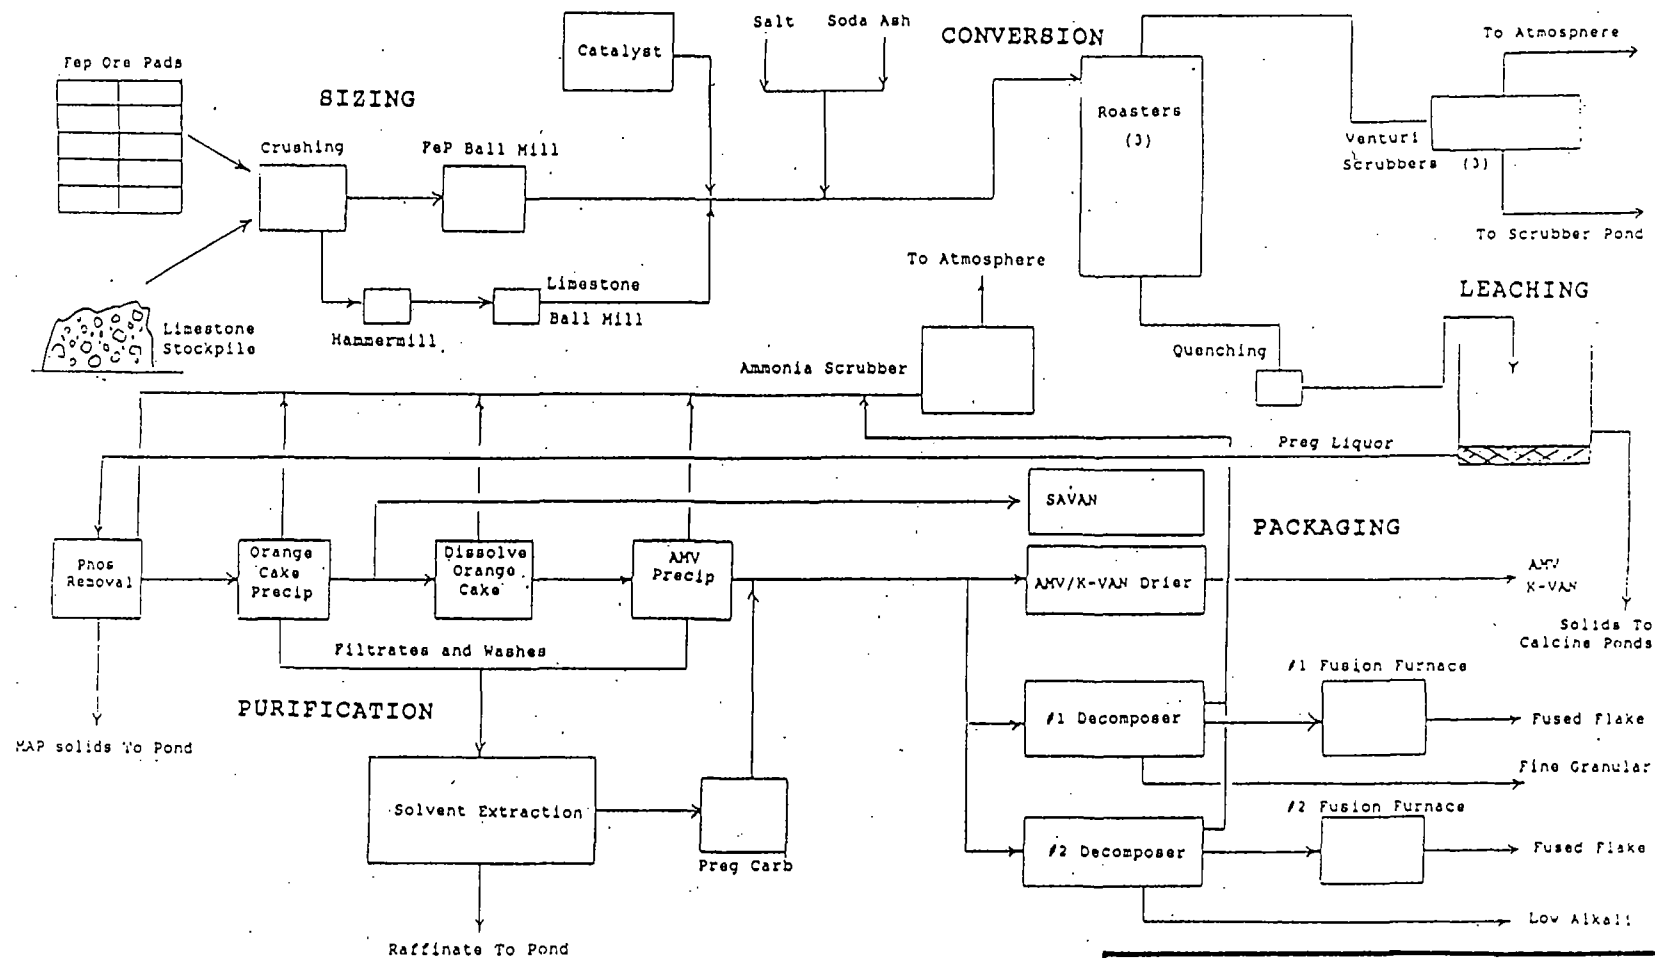 Salt
Soda Ash
CONVERSION
To Atmosphere
Catalyst
Fep Ore Pads
SIZING
Roasters
(3)
Crushing
FeP Ball Mill
Venturi
Scrubbers (3)
To Scrubber Pond
To Atmosphere
LEACHING
Limestone
Ball Mill
Hammermill
Limestone
Stockpile
Quenching
Ammonia Scrubber
Preg Liquor
SAVAN
PACKAGING
Phos
Removal
Orange
Cake
Precip
Dissolve
Orange
Cake
AMV
Precip
AMV/K-VAN Drier
AMV
K-VAN
Solids To
Calcine Ponds
Filtrates and Washes
#1 Fusion Furnace
PURIFICATION
#1 Decomposer
Fused Flake
MAP solids To Pond
Fine Granular
Solvent Extraction
#2 Fusion Furnace
#2 Decomposer
Fused Flake
Preg Carb
Low Alkali
Raffinate To Pond